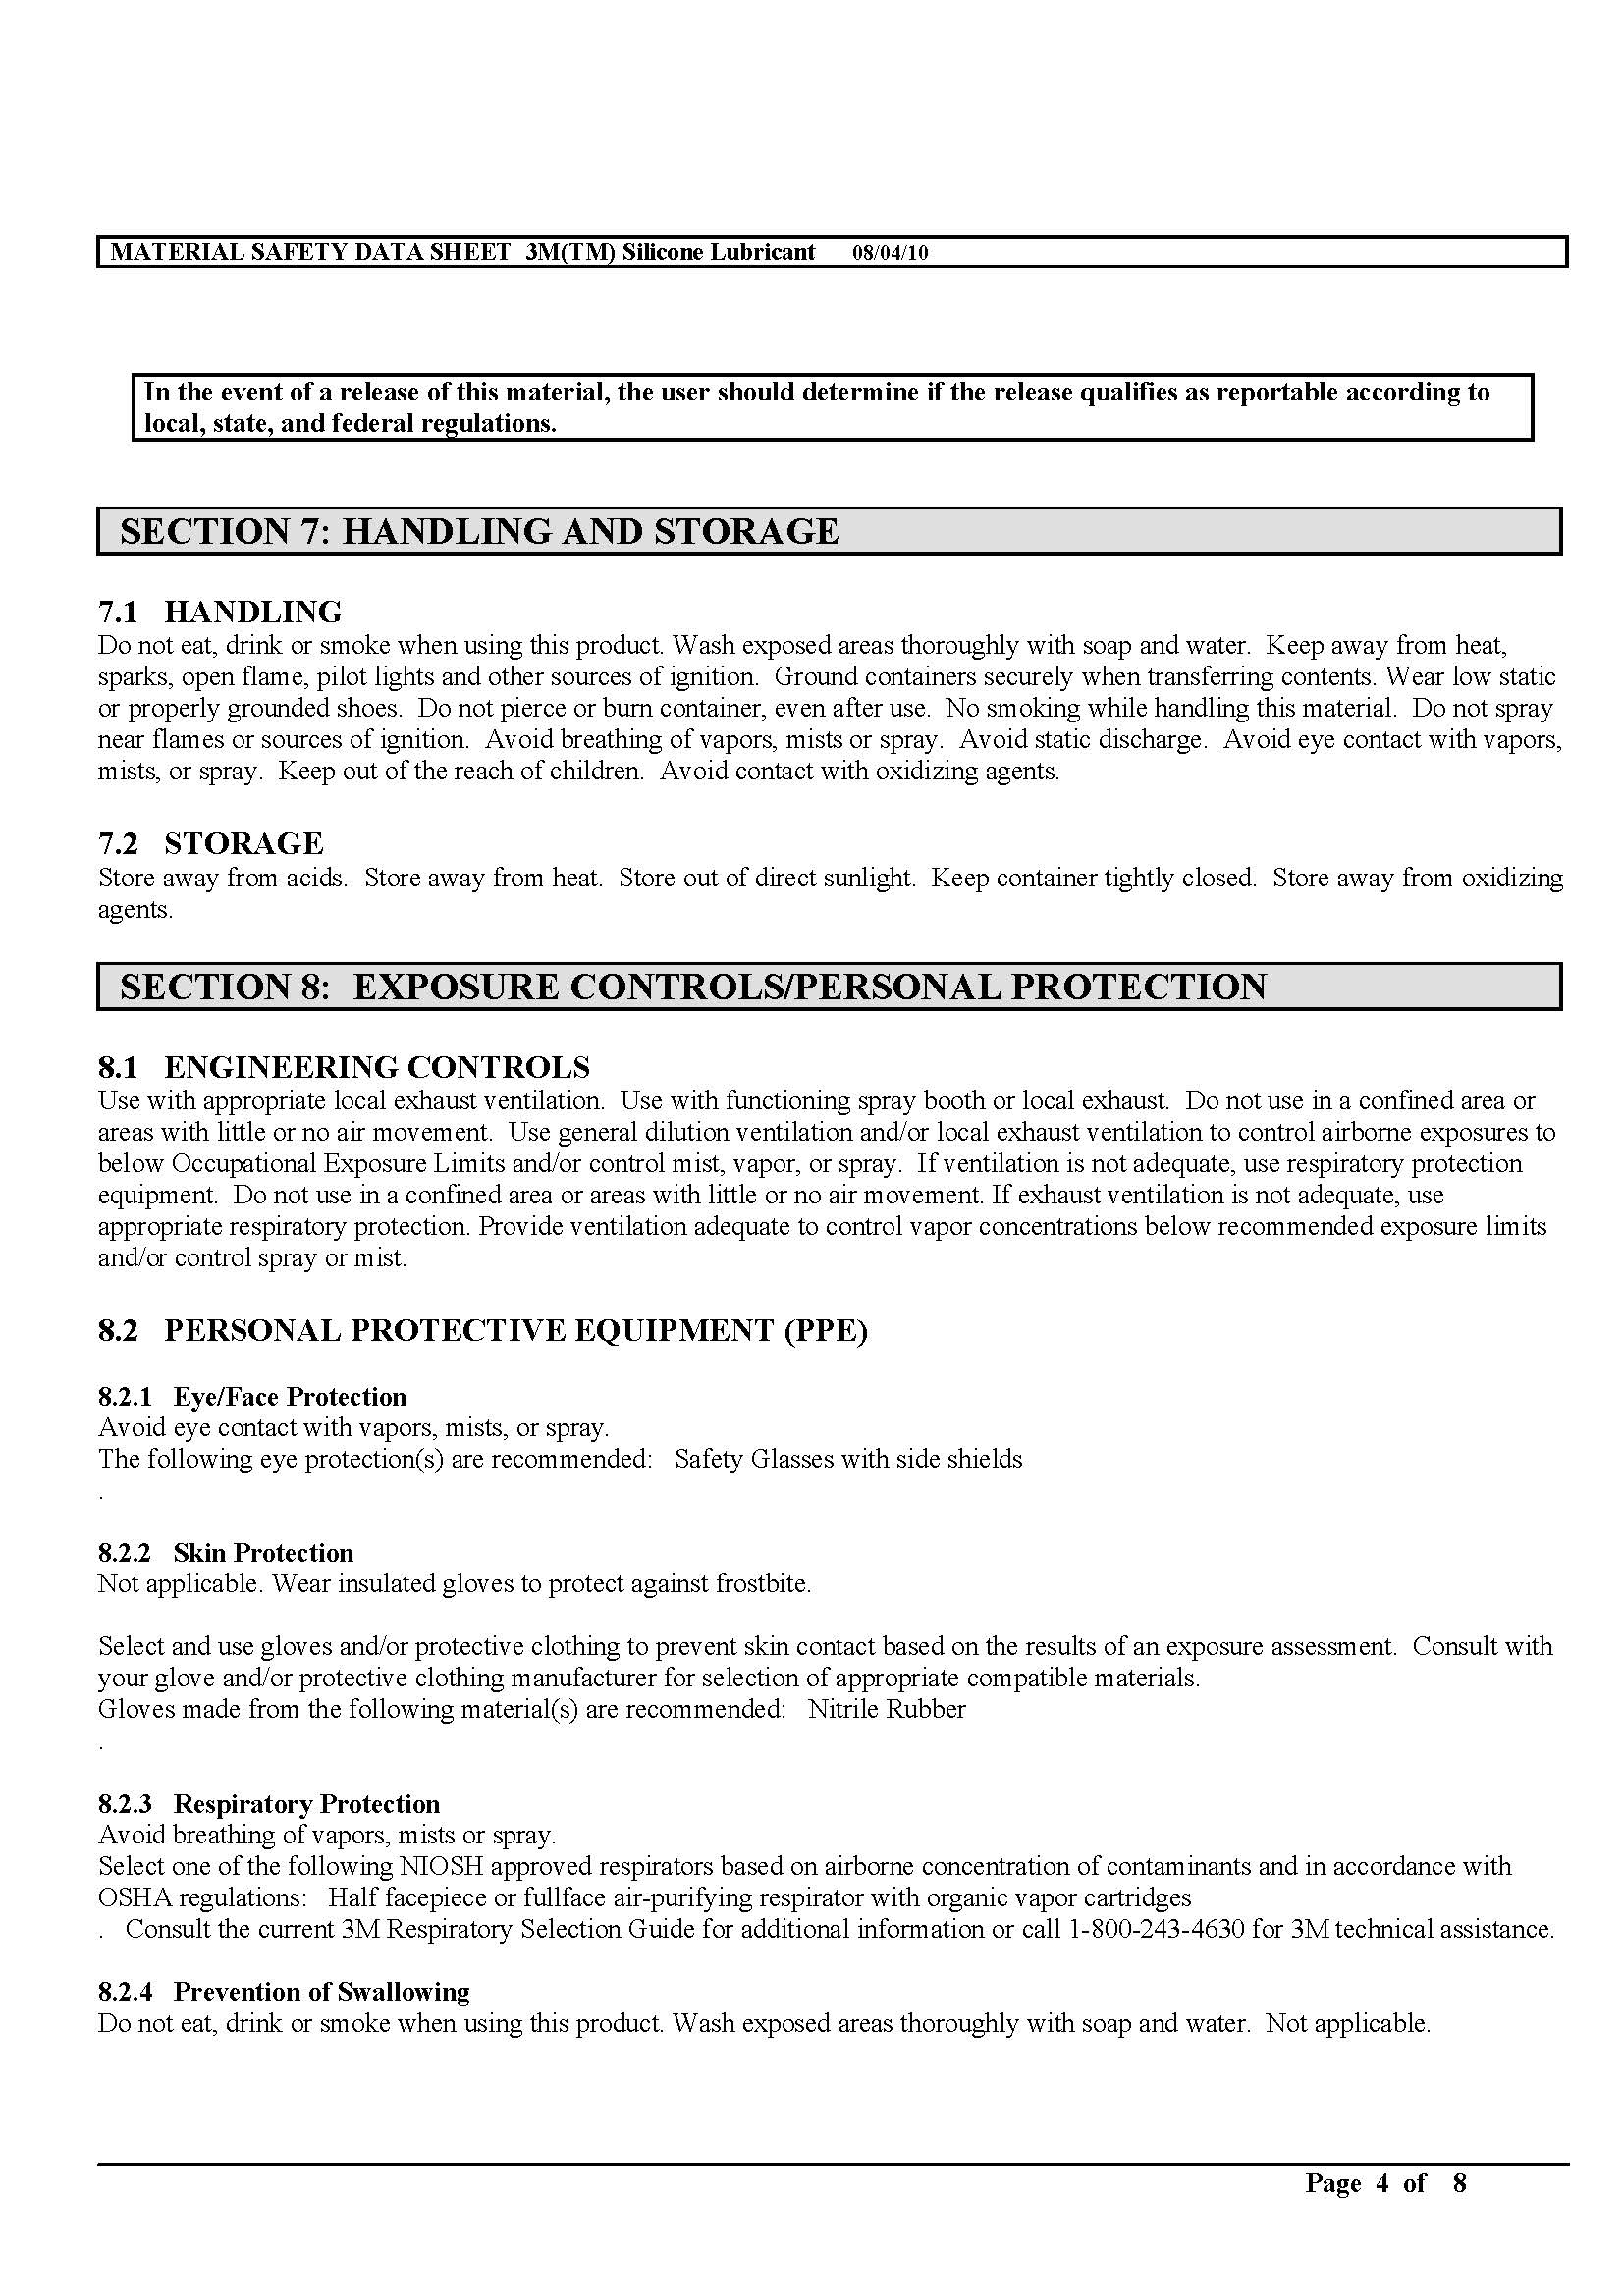 MATERIAL SAFETY DATA SHEET  3M(TM) Silicone Lubricant     08/04/10
In the event of a release of this material, the user should determine if the release qualifies as reportable according to
local, state, and federal regulations.
SECTION 7: HANDLING AND STORAGE
7.1   HANDLING
Do not eat, drink or smoke when using this product. Wash exposed areas thoroughly with soap and water.  Keep away from heat,
sparks, open flame, pilot lights and other sources of ignition.  Ground containers securely when transferring contents. Wear low static
or properly grounded shoes.  Do not pierce or burn container, even after use.  No smoking while handling this material.  Do not spray
near flames or sources of ignition.  Avoid breathing of vapors, mists or spray.  Avoid static discharge.  Avoid eye contact with vapors,
mists, or spray.  Keep out of the reach of children.  Avoid contact with oxidizing agents.
7.2   STORAGE
Store away from acids.  Store away from heat.  Store out of direct sunlight.  Keep container tightly closed.  Store away from oxidizing
agents.
SECTION 8:  EXPOSURE CONTROLS/PERSONAL PROTECTION
8.1   ENGINEERING CONTROLS
Use with appropriate local exhaust ventilation.  Use with functioning spray booth or local exhaust.  Do not use in a confined area or
areas with little or no air movement.  Use general dilution ventilation and/or local exhaust ventilation to control airborne exposures to
below Occupational Exposure Limits and/or control mist, vapor, or spray.  If ventilation is not adequate, use respiratory protection
equipment.  Do not use in a confined area or areas with little or no air movement. If exhaust ventilation is not adequate, use
appropriate respiratory protection. Provide ventilation adequate to control vapor concentrations below recommended exposure limits
and/or control spray or mist.
8.2   PERSONAL PROTECTIVE EQUIPMENT (PPE)
8.2.1   Eye/Face Protection
Avoid eye contact with vapors, mists, or spray.
The following eye protection(s) are recommended:   Safety Glasses with side shields
.
8.2.2   Skin Protection
Not applicable. Wear insulated gloves to protect against frostbite.
Select and use gloves and/or protective clothing to prevent skin contact based on the results of an exposure assessment.  Consult with
your glove and/or protective clothing manufacturer for selection of appropriate compatible materials.
Gloves made from the following material(s) are recommended:   Nitrile Rubber
.
8.2.3   Respiratory Protection
Avoid breathing of vapors, mists or spray.
Select one of the following NIOSH approved respirators based on airborne concentration of contaminants and in accordance with
OSHA regulations:   Half facepiece or fullface air-purifying respirator with organic vapor cartridges
.   Consult the current 3M Respiratory Selection Guide for additional information or call 1-800-243-4630 for 3M technical assistance.
8.2.4   Prevention of Swallowing
Do not eat, drink or smoke when using this product. Wash exposed areas thoroughly with soap and water.  Not applicable.
Page  4  of   8